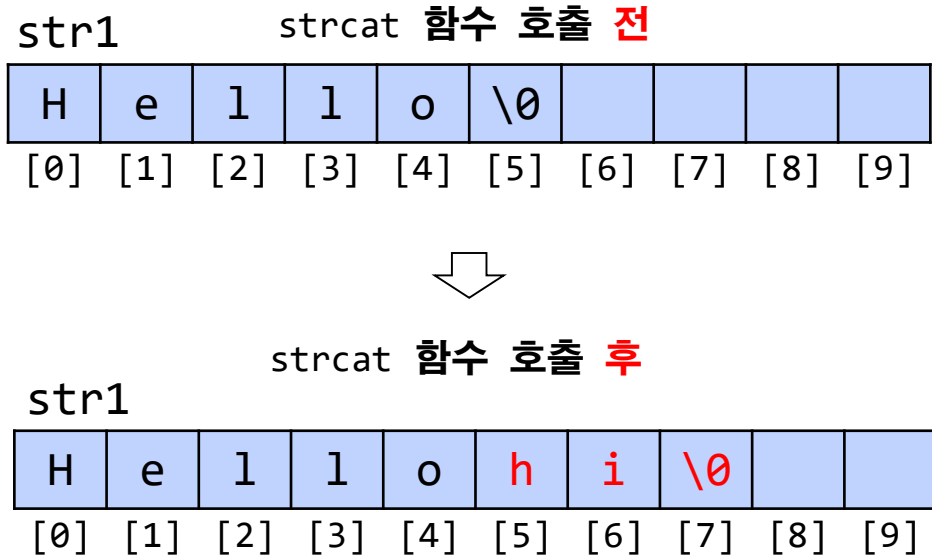 strcat 함수 호출 전
str1
H e l l o \0
[0] [1] [2] [3] [4] [5] [6] [7] [8] [9]
strcat 함수 호출 후
str1
H e l l o h i \0
[0] [1] [2] [3] [4] [5] [6] [7] [8] [9]